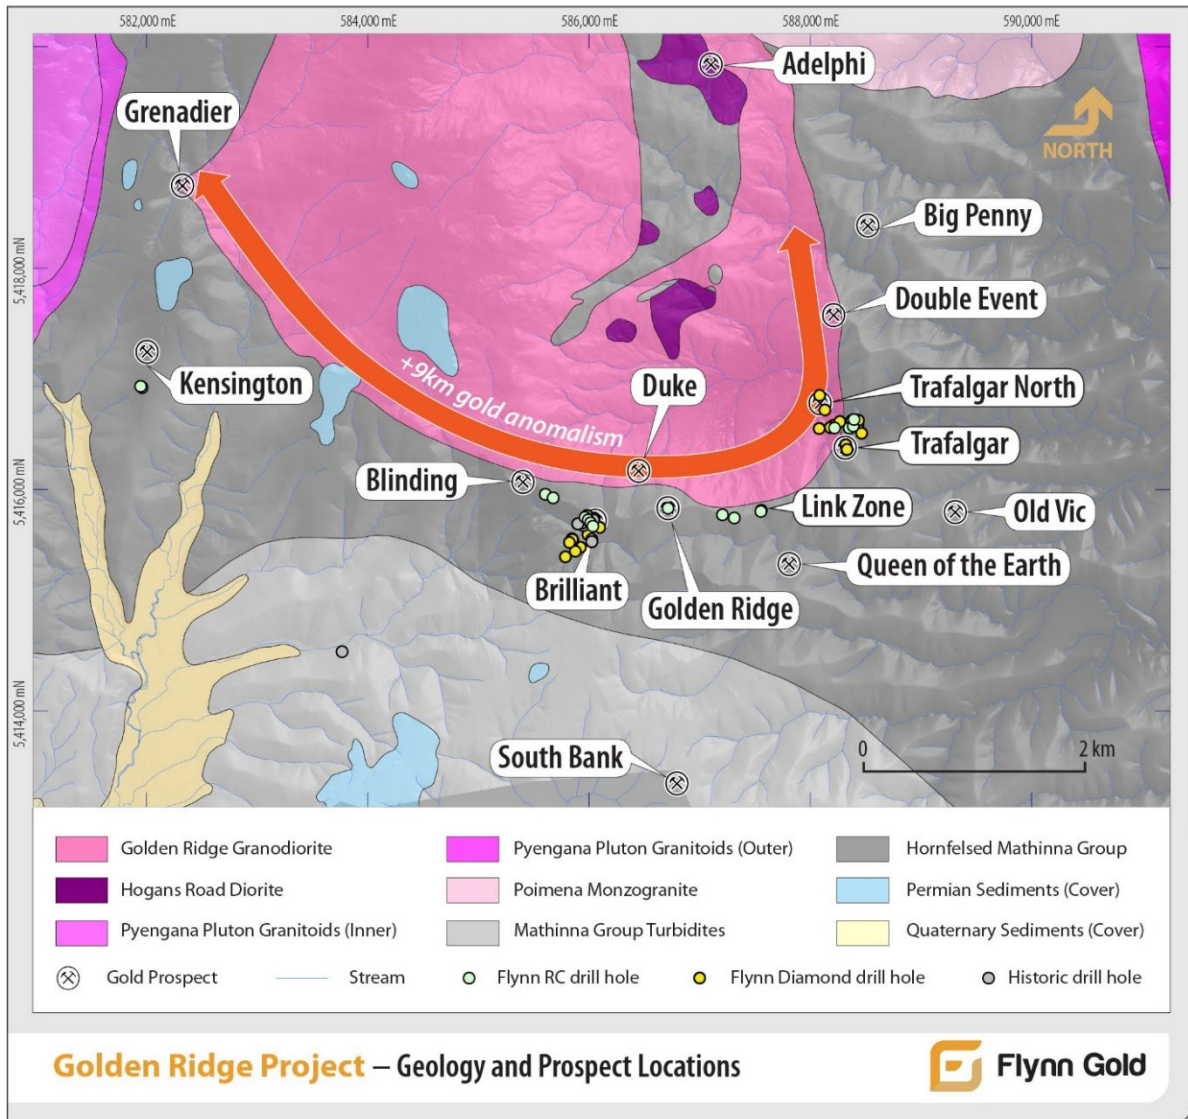 582,000 mE
584,000 mE
586,000 mE
588,000 mE
590,000 mE
Adelphi
Grenadier
NORTH
Big Penny
5,418,000 mN
Double Event
Kensington
Duke
Trafalgar North
+9km gold anomalism
Trafalgar
Blinding
5,416,000 mN
Link Zone
Old Vic
Brilliant
Golden Ridge
Queen of the Earth
5,414,000 mN
South Bank
0
2 km
Golden Ridge Granodiorite
Pyengana Pluton Granitoids (Outer)
Hornfelsed Mathinna Group
Hogans Road Diorite
Poimena Monzogranite
Permian Sediments (Cover)
Pyengana Pluton Granitoids (Inner)
Mathinna Group Turbidites
Quaternary Sediments (Cover)
Gold Prospect
Stream
Flynn RC drill hole
Flynn Diamond drill hole
Historic drill hole
Golden Ridge Project – Geology and Prospect Locations
Flynn Gold